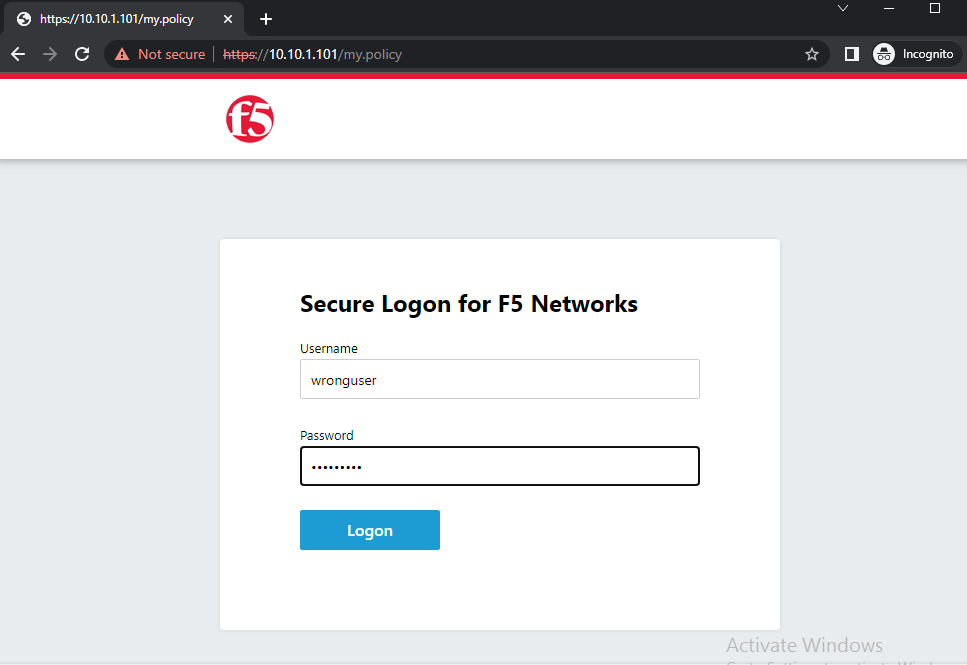 https://10.10.1.101/my.policy
Not secure
https://10.10.1.101/my.policy
Incognito
f5
Secure Logon for F5 Networks
Username
wronguser
Password
•••••••••
Logon
Activate Windows